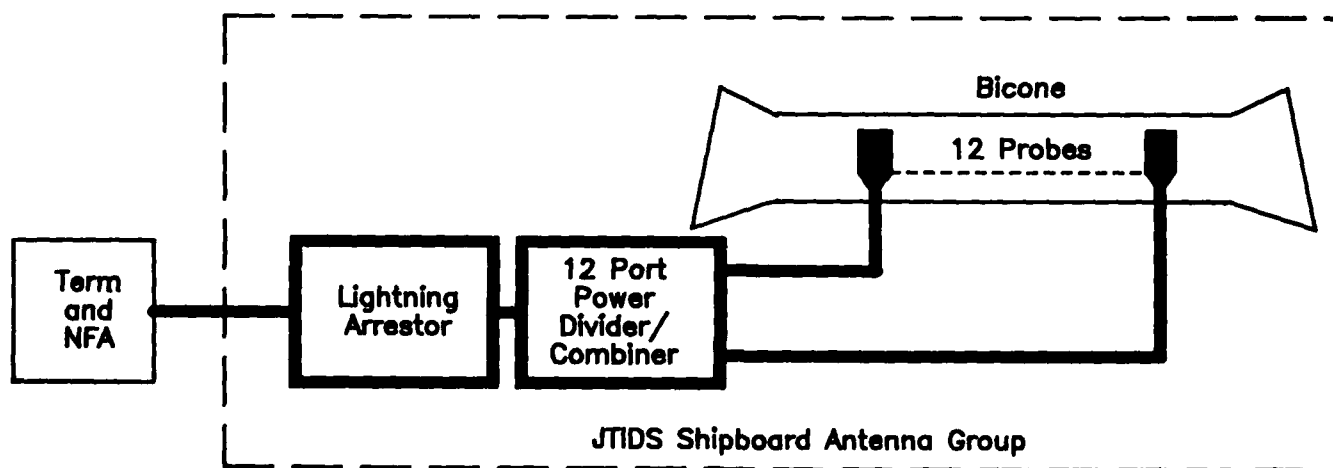 Bicone
12 Probes
Term
and
NFA
Lightning
Arrestor
12 Port
Power
Divider/
Combiner
JTIDS Shipboard Antenna Group